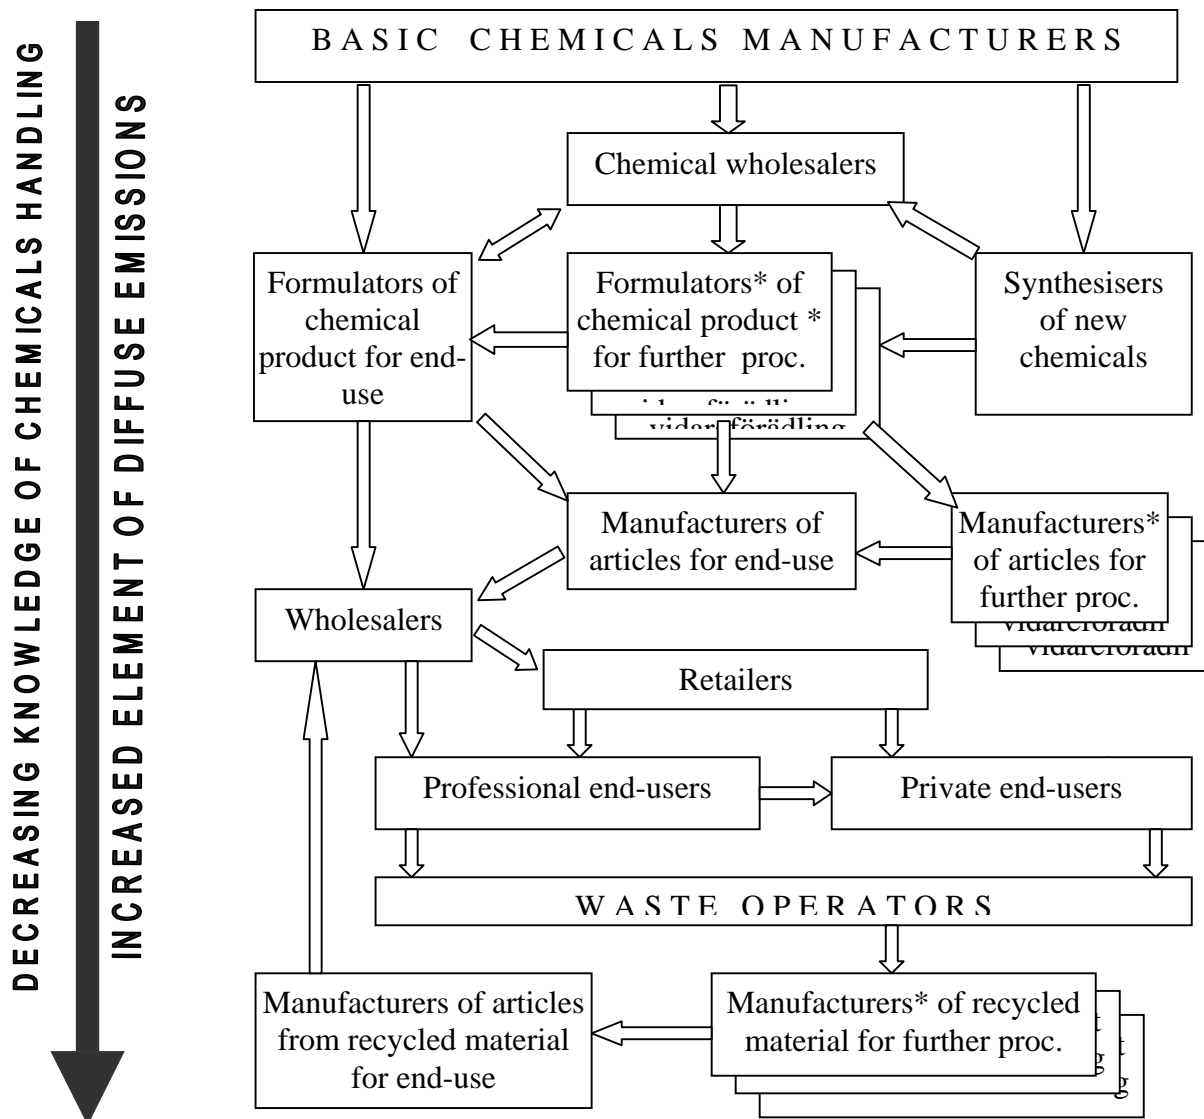 DECREASING KNOWLEDGE OF CHEMICALS HANDLING
INCREASED ELEMENT OF DIFFUSE EMISSIONS
BASIC CHEMICALS MANUFACTURERS
Chemical wholesalers
Formulators of
chemical
product for end-
use
Formulators* of
chemical product *
for further proc.
vidareförädling
Synthesisers
of new
chemicals
Manufacturers of
articles for end-use
Manufacturers*
of articles for
further proc.
Wholesalers
Retailers
Professional end-users
Private end-users
WASTE OPERATORS
Manufacturers of articles
from recycled material
for end-use
Manufacturers* of recycled
material for further proc.
t
g
t
g